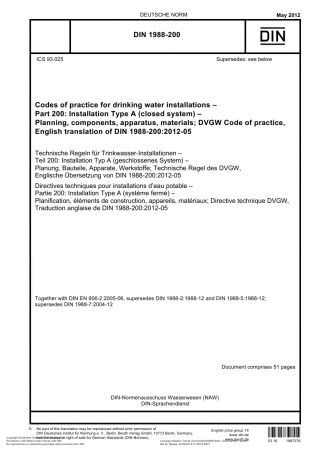 DEUTSCHE NORM
May 2012
DIN 1988-200
DIN
ICS 93.025
Supersedes: see below
Codes of practice for drinking water installations –
Part 200: Installation Type A (closed system) –
Planning, components, apparatus, materials; DVGW Code of practice,
English translation of DIN 1988-200:2012-05
Technische Regeln für Trinkwasser-Installationen –
Teil 200: Installation Typ A (geschlossenes System) –
Planung, Bauteile, Apparate, Werkstoffe; Technische Regel des DVGW,
Englische Übersetzung von DIN 1988-200:2012-05
Directives techniques pour installations d'eau potable –
Partie 200: Installation Type A (système fermé) –
Planification, éléments de construction, appareils, matériaux; Directive technique DVGW,
Traduction anglaise de DIN 1988-200:2012-05
Together with DIN EN 806-2:2005-06, supersedes DIN 1988-2:1988-12 and DIN 1988-5:1988-12;
supersedes DIN 1988-7:2004-12
Document comprises 51 pages
DIN-Normenausschuss Wasserwesen (NAW)
DIN-Sprachendienst
© No part of this translation may be reproduced without prior permission of
DIN Deutsches Institut für Normung e. V., Berlin. Beuth Verlag GmbH, 10772 Berlin, Germany,
has the exclusive right of sale for German Standards (DIN-Normen).
English price group 19
www.din.de
www.beuth.de
03.16